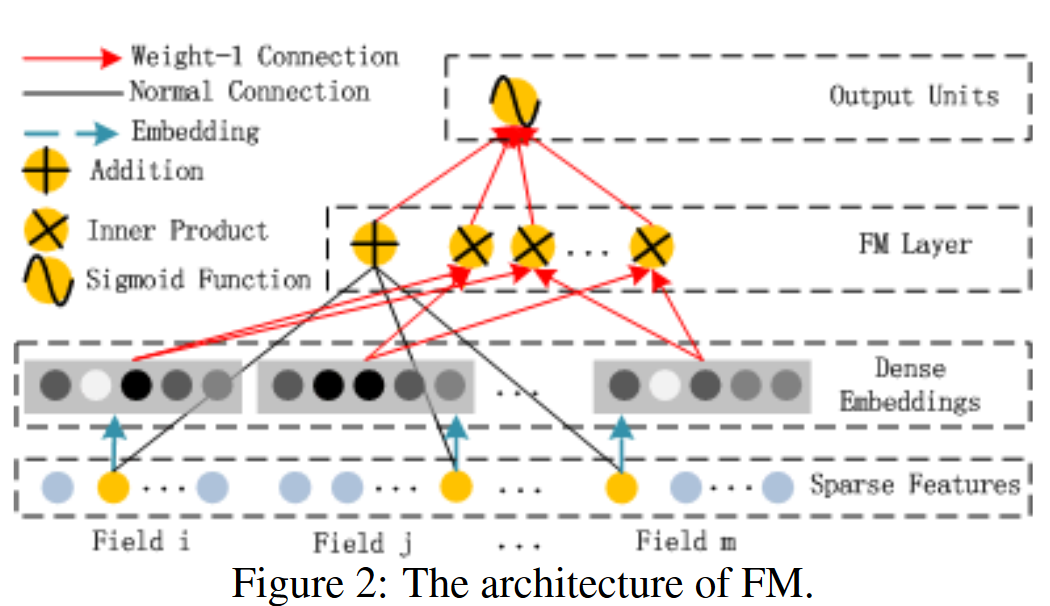 Weight-1 Connection
Normal Connection
Embedding
Addition
Inner Product
Sigmoid Function
Output Units
FM Layer
...
Dense
Embeddings
...
Sparse Features
... ... ... ...
Field i
Field j
...
Field m
Figure 2: The architecture of FM.